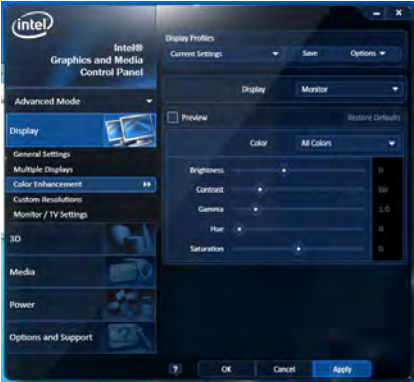 intel
Intel®
Graphics and Media
Control Panel
Display Profiles
Current Settings
Save
Options
Advanced Mode
Display
Monitor
Display
Preview
Restore Defaults
Color
All Colors
General Settings
Multiple Displays
Color Enhancement
Custom Resolutions
Monitor / TV Settings
Brightness
0
Contrast
50
Gamma
1.0
Hue
0
Saturation
0
3D
Media
Power
Options and Support
?
OK
Cancel
Apply